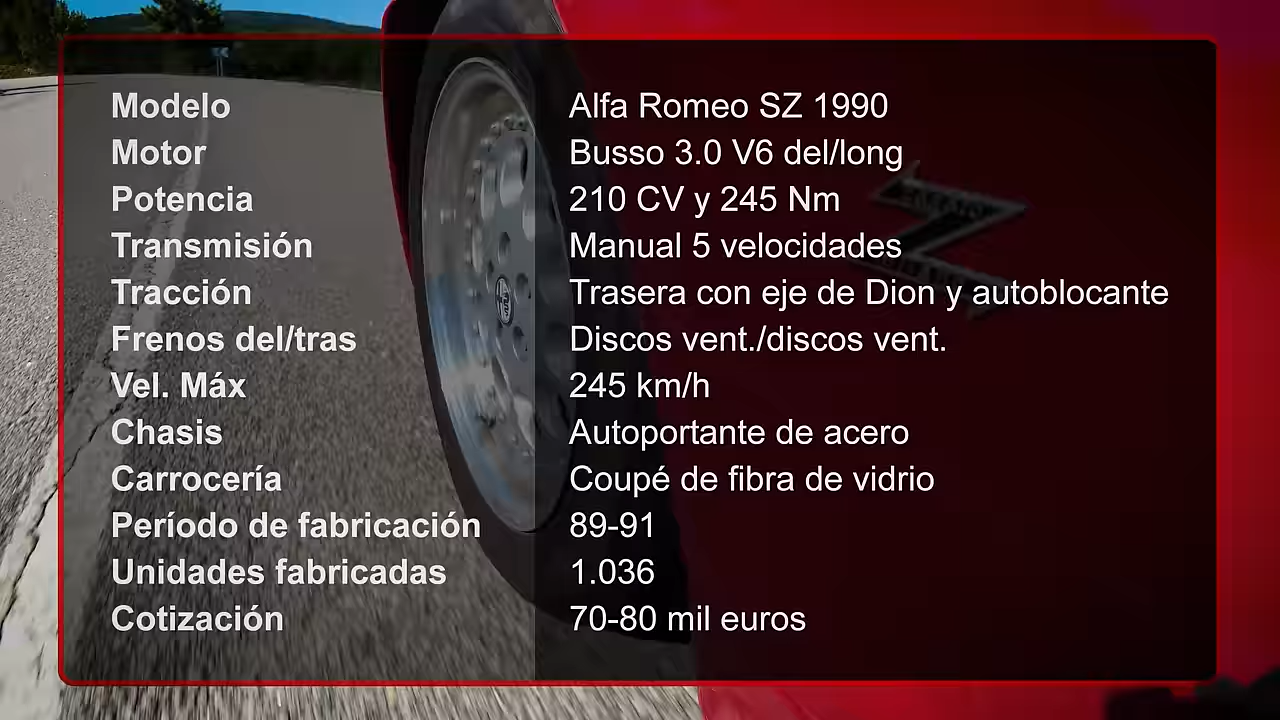 Modelo Alfa Romeo SZ 1990
Motor Busso 3.0 V6 del/long
Potencia 210 CV y 245 Nm
Transmisión Manual 5 velocidades
Tracción Trasera con eje de Dion y autoblocante
Frenos del/tras Discos vent./discos vent.
Vel. Máx 245 km/h
Chasis Autoportante de acero
Carrocería Coupé de fibra de vidrio
Período de fabricación 89-91
Unidades fabricadas 1.036
Cotización 70-80 mil euros